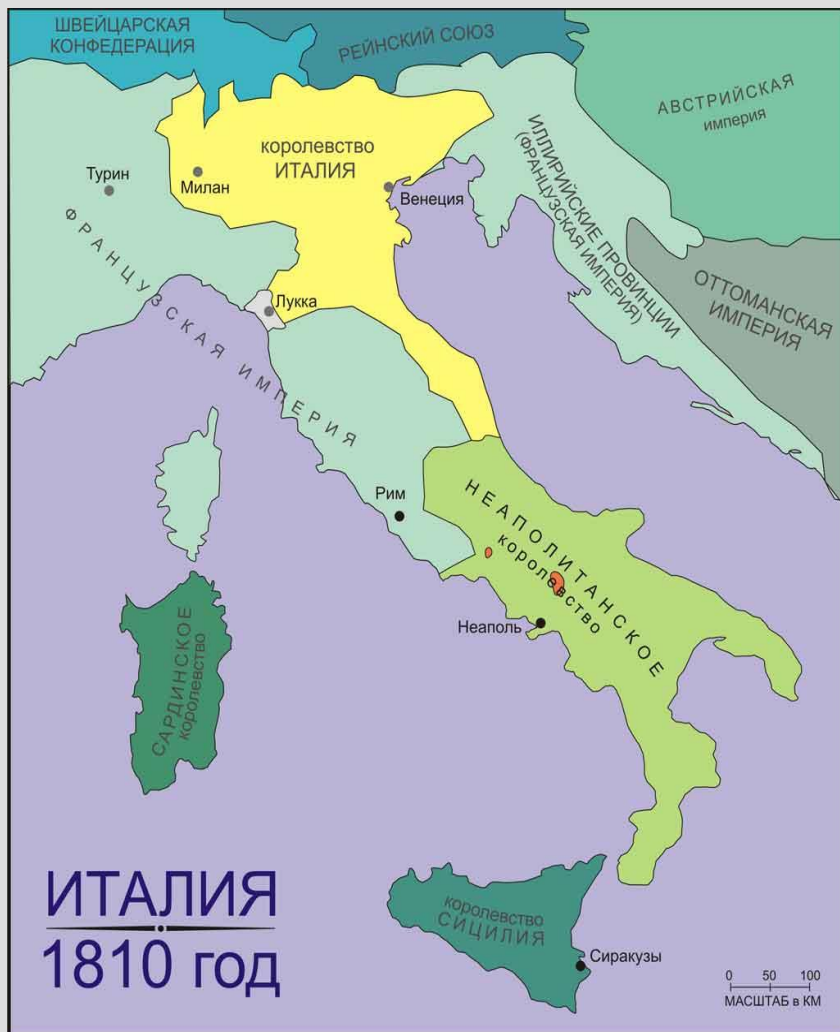 ШВЕЙЦАРСКАЯ
КОНФЕДЕРАЦИЯ
РЕЙНСКИЙ СОЮЗ
АВСТРИЙСКАЯ
империя
королевство
ИТАЛИЯ
Турин
Милан
Венеция
ИЛЛИРИЙСКИЕ ПРОВИНЦИИ
(ФРАНЦУЗСКАЯ ИМПЕРИЯ)
ОТТОМАНСКАЯ
ИМПЕРИЯ
ФРАНЦУЗСКАЯ ИМПЕРИЯ
Лукка
Рим
НЕАПОЛИТАНСКОЕ
королевство
Неаполь
САРДИНСКОЕ
королевство
королевство
СИЦИЛИЯ
Сиракузы
ИТАЛИЯ
1810 год
0 50 100
МАСШТАБ в КМ